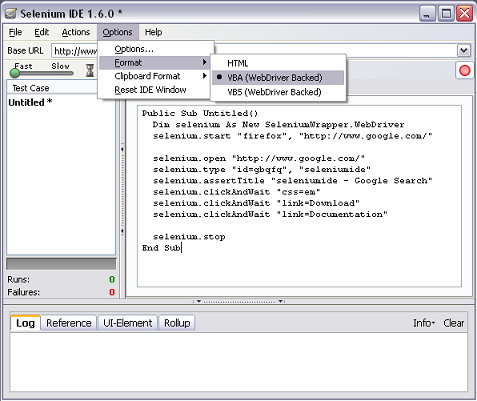 Selenium IDE 1.6.0 *
File Edit Actions Options Help
Base URL http://www
Fast Slow
Options...
Format
Clipboard Format
Reset IDE Window
HTML
VBA (WebDriver Backed)
VBS (WebDriver Backed)
Test Case
Untitled *
Public Sub Untitled()
Dim selenium As New SeleniumWrapper.WebDriver
selenium.start "firefox", "http://www.google.com/"
selenium.open "http://www.google.com/"
selenium.type "id=gbqfq", "seleniumide"
selenium.assertTitle "seleniumide - Google Search"
selenium.clickAndWait "css=em"
selenium.clickAndWait "link=Download"
selenium.clickAndWait "link=Documentation"
selenium.stop
End Sub
Runs: 0
Failures: 0
Log Reference UI-Element Rollup Info Clear